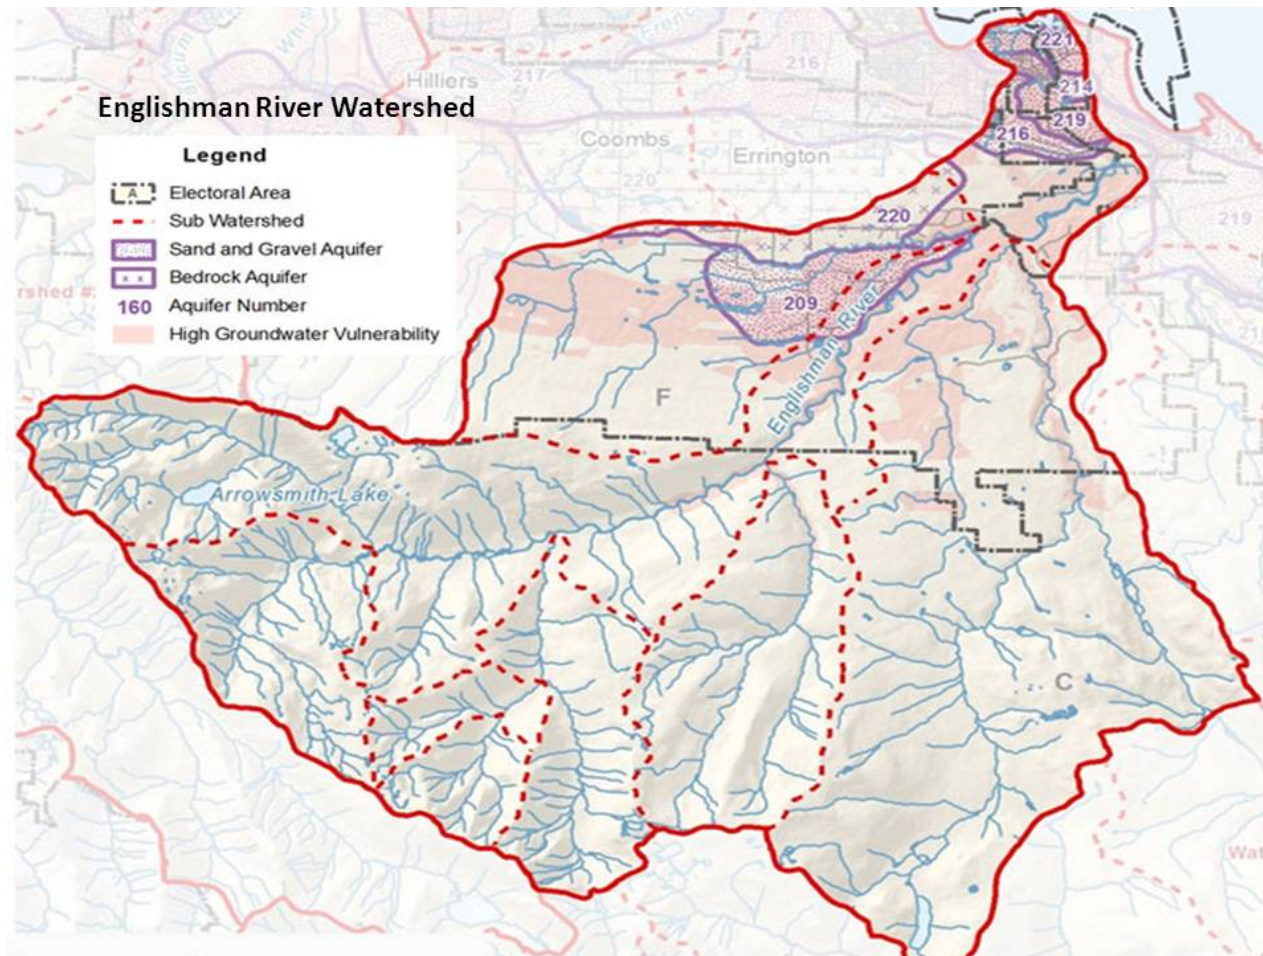 Hilliers
217
216
221
214
Englishman River Watershed
Coombs
Errington
216
219
214
Legend
A
Electoral Area
220
Sub Watershed
220
219
Sand and Gravel Aquifer
Bedrock Aquifer
160 Aquifer Number
209
High Groundwater Vulnerability
Englishman River
F
Arrowsmith Lake
C